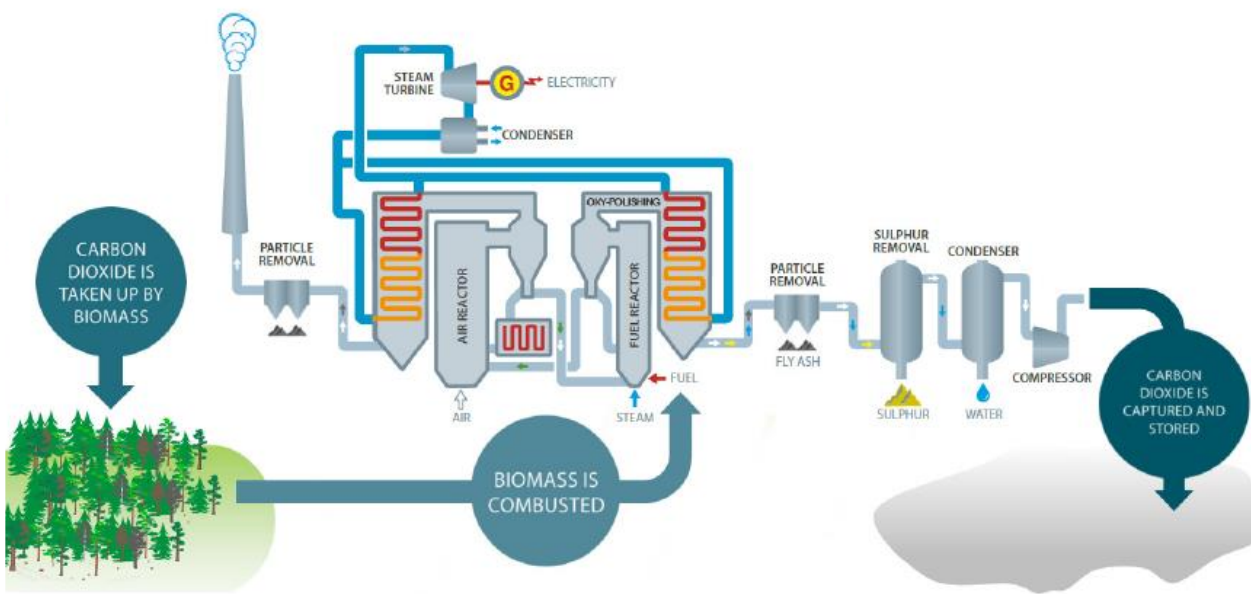 STEAM
TURBINE
G
ELECTRICITY
CONDENSER
CARBON
DIOXIDE IS
TAKEN UP BY
BIOMASS
PARTICLE
REMOVAL
AIR REACTOR
AIR
OXY-POLISHING
FUEL REACTOR
FUEL
STEAM
PARTICLE
REMOVAL
FLY ASH
SULPHUR
REMOVAL
SULPHUR
CONDENSER
WATER
COMPRESSOR
CARBON
DIOXIDE IS
CAPTURED AND
STORED
BIOMASS IS
COMBUSTED